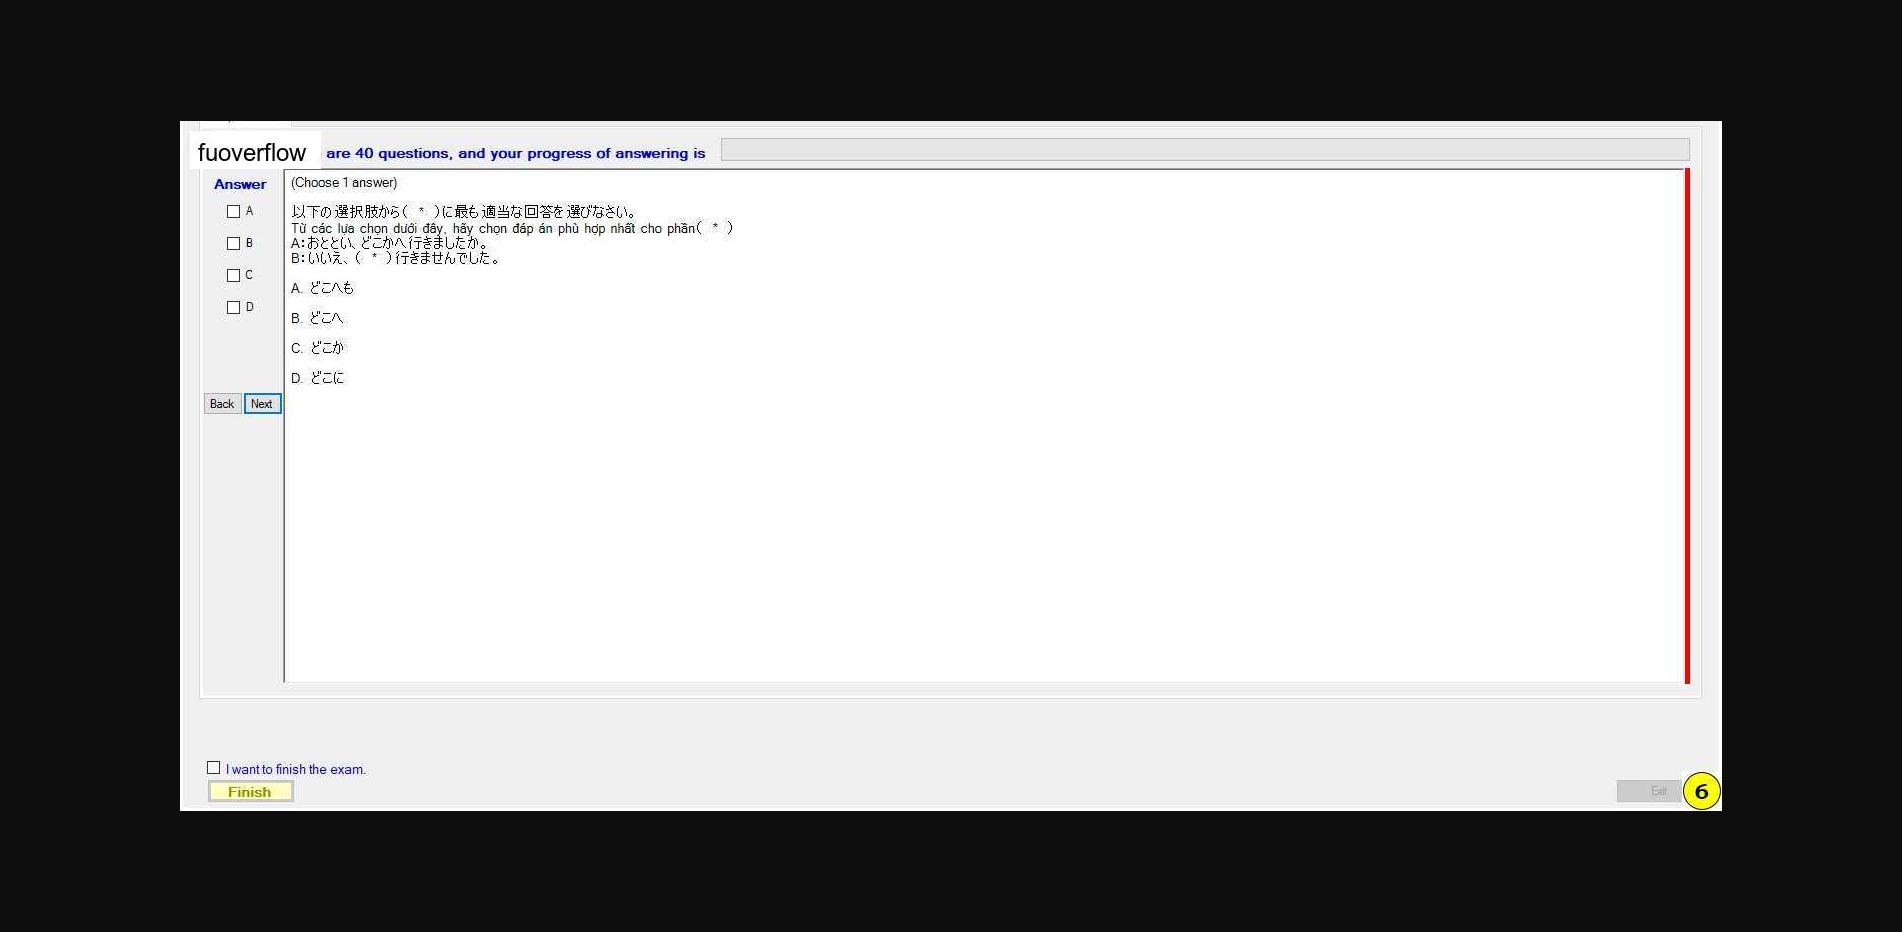 fuoverflow are 40 questions, and your progress of answering is
Answer
(Choose 1 answer)
A
B
C
D
Back Next
以下の選択肢から( * )に最も適当な回答を選びなさい。
Từ các lựa chọn dưới đây, hãy chọn đáp án phù hợp nhất cho phần( * )
A:おととい、どこかへ行きましたか。
B:いいえ、( * )行きませんでした。
A. どこへも
B. どこへ
C. どこか
D. どこに
I want to finish the exam.
Finish
Exit
6